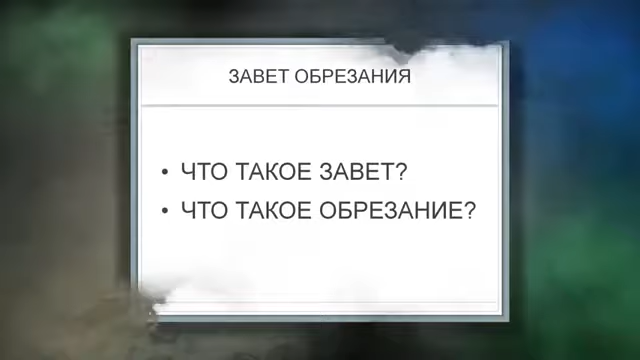 ЗАВЕТ ОБРЕЗАНИЯ
• ЧТО ТАКОЕ ЗАВЕТ?
• ЧТО ТАКОЕ ОБРЕЗАНИЕ?